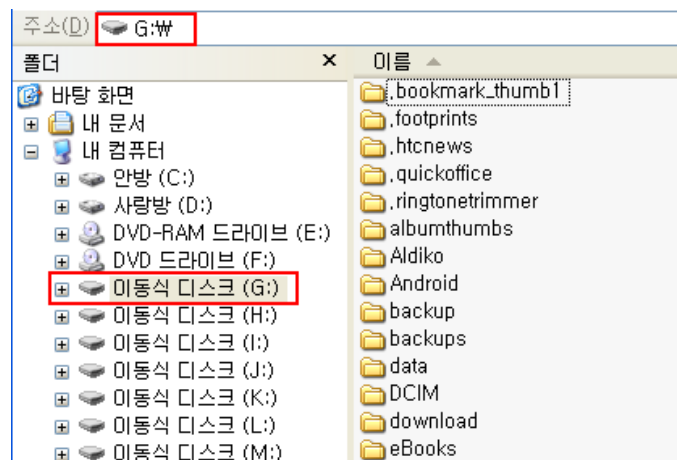 주소(D) G:₩
폴더 ×
바탕 화면
내 문서
내 컴퓨터
안방 (C:)
사랑방 (D:)
DVD-RAM 드라이브 (E:)
DVD 드라이브 (F:)
이동식 디스크 (G:)
이동식 디스크 (H:)
이동식 디스크 (I:)
이동식 디스크 (J:)
이동식 디스크 (K:)
이동식 디스크 (L:)
이동식 디스크 (M:)
이름
.bookmark_thumb1
.footprints
.htcnews
.quickoffice
.ringtonetrimmer
albumthumbs
Aldiko
Android
backup
backups
data
DCIM
download
eBooks